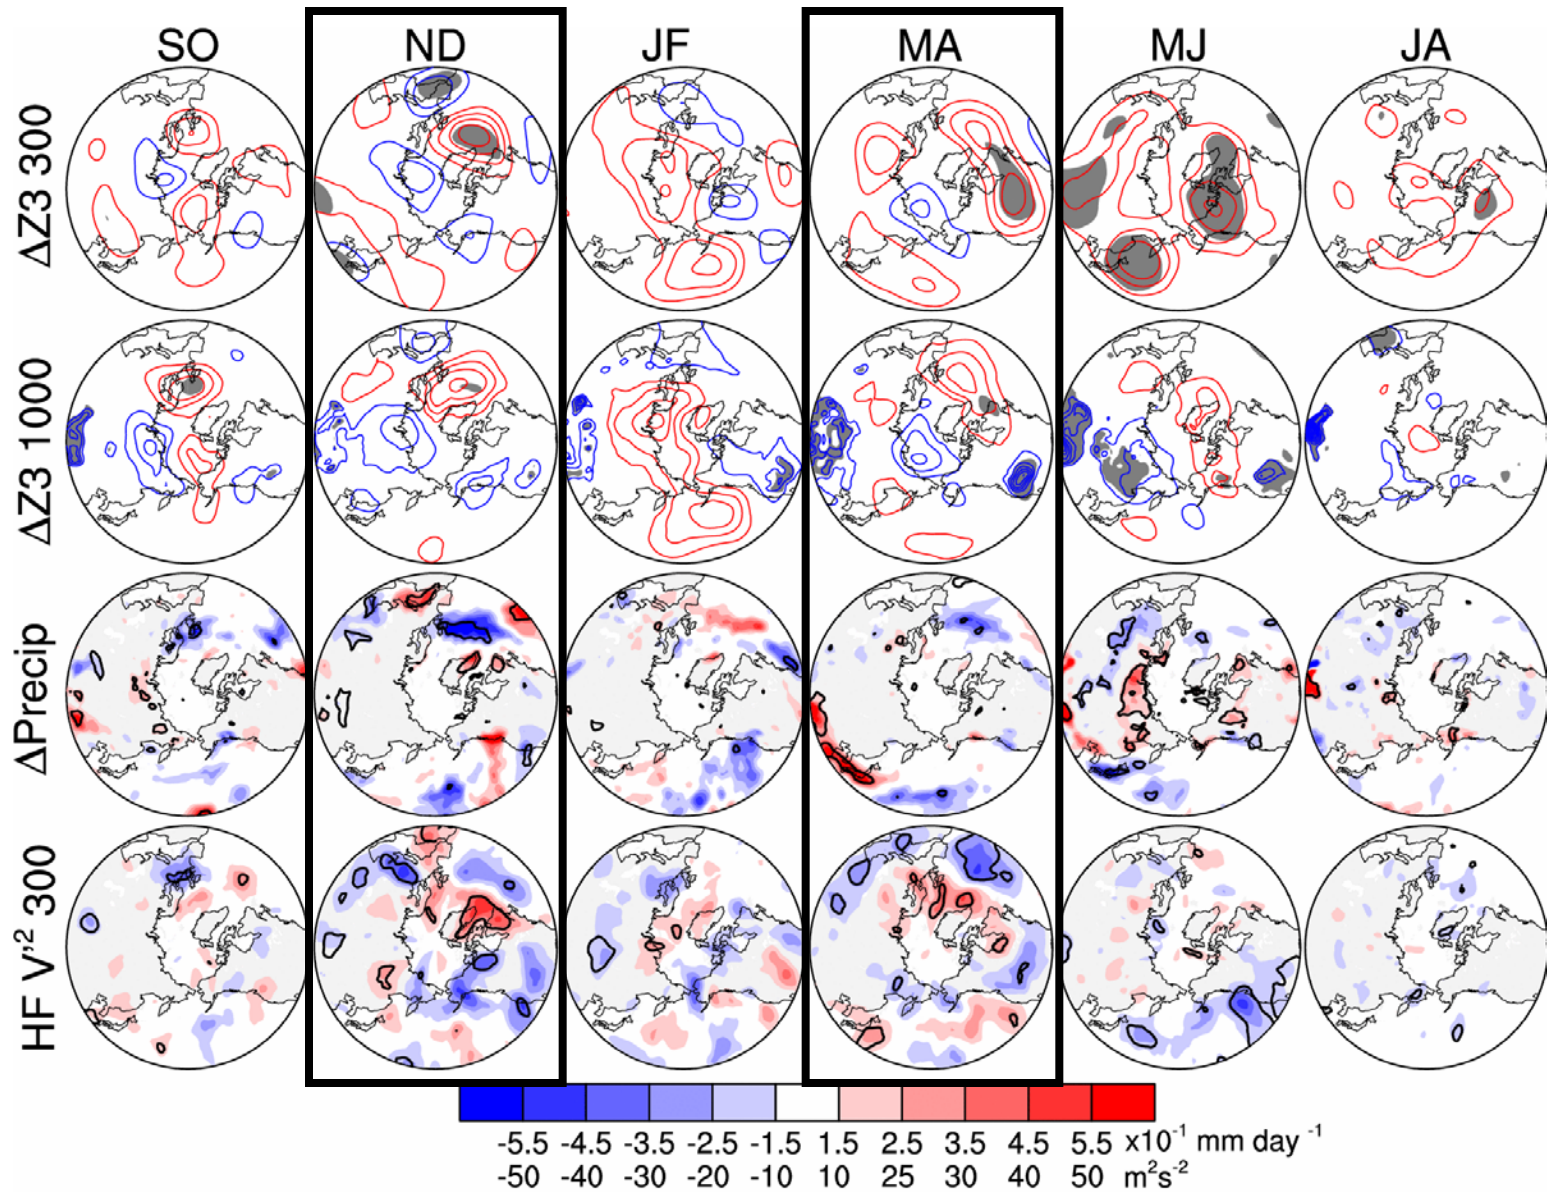 SO ND JF MA MJ JA
ΔZ3 300
ΔZ3 1000
ΔPrecip
HF V'² 300
-5.5 -4.5 -3.5 -2.5 -1.5 1.5 2.5 3.5 4.5 5.5 x10⁻¹ mm day ⁻¹
-50 -40 -30 -20 -10 10 25 30 40 50 m²s⁻²